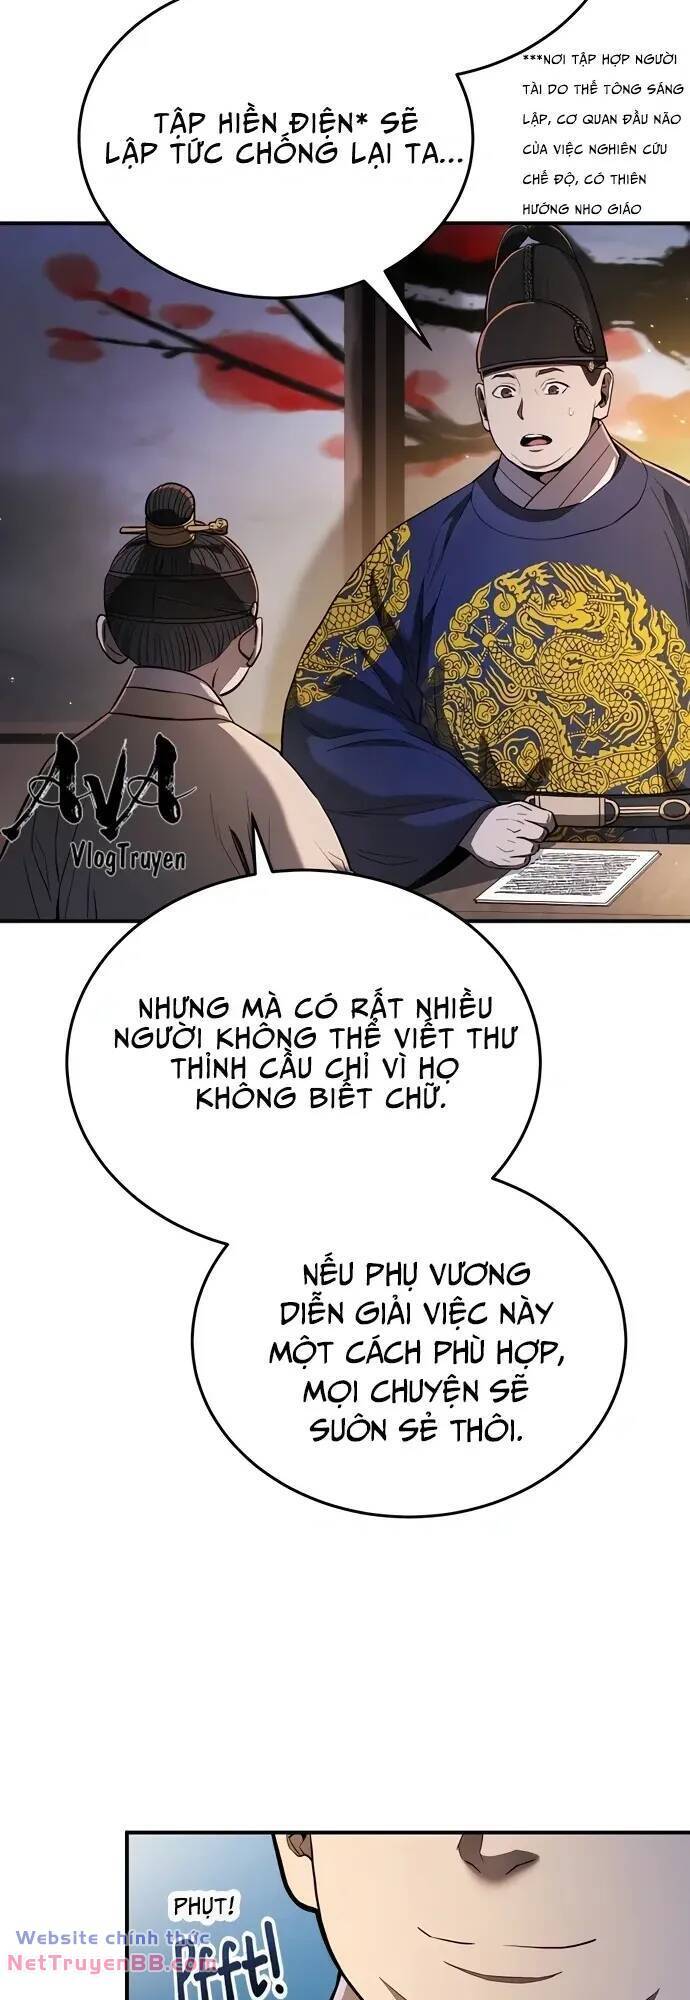 ***NƠI TẬP HỢP NGƯỜI
TÀI DO THẾ TÔNG SÁNG
LẬP, CƠ QUAN ĐẦU NÃO
CỦA VIỆC NGHIÊN CỨU
CHẾ ĐỘ, CÓ THIÊN
HƯỚNG NHO GIÁO
TẬP HIỀN ĐIỆN* SẼ
LẬP TỨC CHỐNG LẠI TA...
AVA
VlogTruyen
NHƯNG MÀ CÓ RẤT NHIỀU
NGƯỜI KHÔNG THỂ VIẾT THƯ
THỈNH CẦU CHỈ VÌ HỌ
KHÔNG BIẾT CHỮ.
NẾU PHỤ VƯƠNG
DIỄN GIẢI VIỆC NÀY
MỘT CÁCH PHÙ HỢP,
MỌI CHUYỆN SẼ
SUÔN SẺ THÔI.
PHỤT!
Pfft!
Website chính thức
NetTruyenBB.com